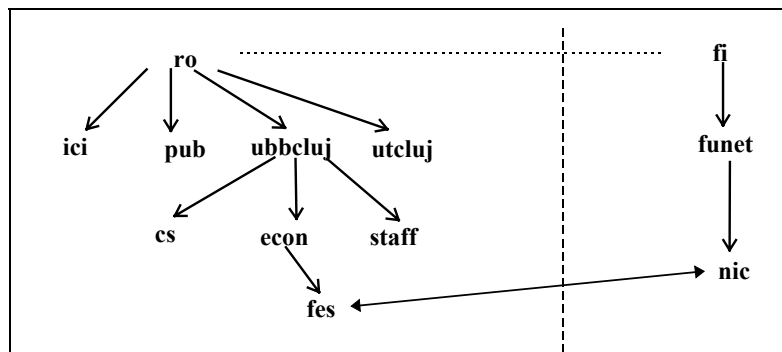 ro fi
ici pub ubbcluj utcluj funet
cs econ staff
nic
fes